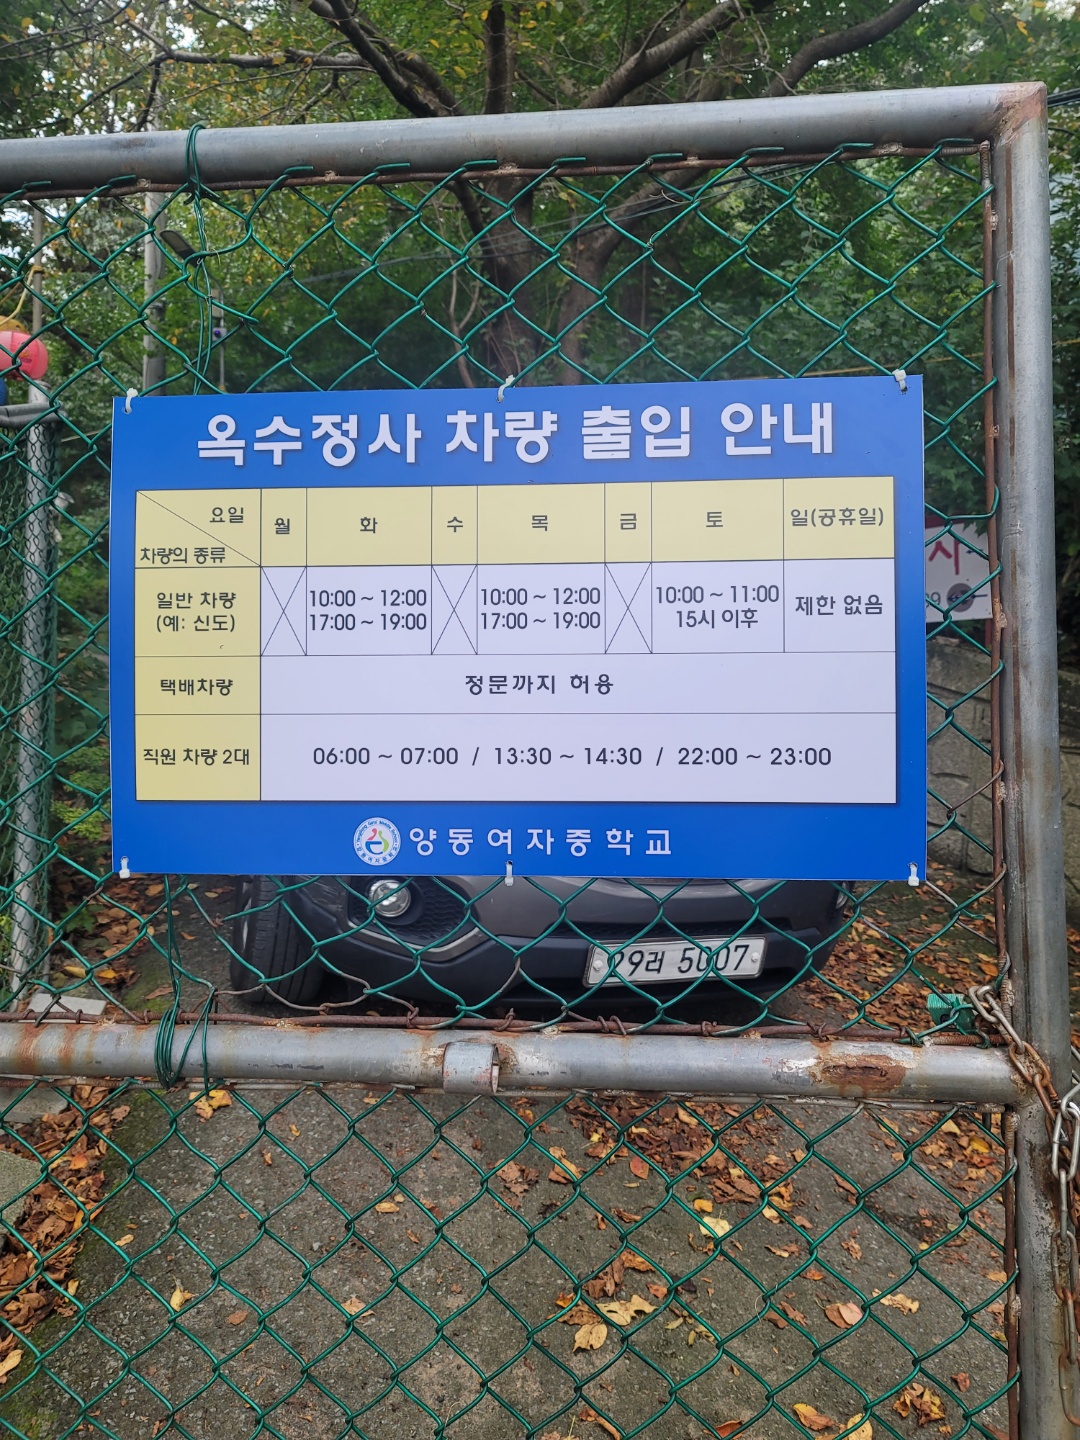 옥수정사 차량 출입 안내
요일 월 화 수 목 금 토 일(공휴일)
차량의 종류
일반 차량 10:00 ~ 12:00 10:00 ~ 12:00 10:00 ~ 11:00 제한 없음
(예: 신도) 17:00 ~ 19:00 17:00 ~ 19:00 15시 이후
택배차량 정문까지 허용
직원 차량 2대 06:00 ~ 07:00 / 13:30 ~ 14:30 / 22:00 ~ 23:00
양동여자중학교
29러 5007
사